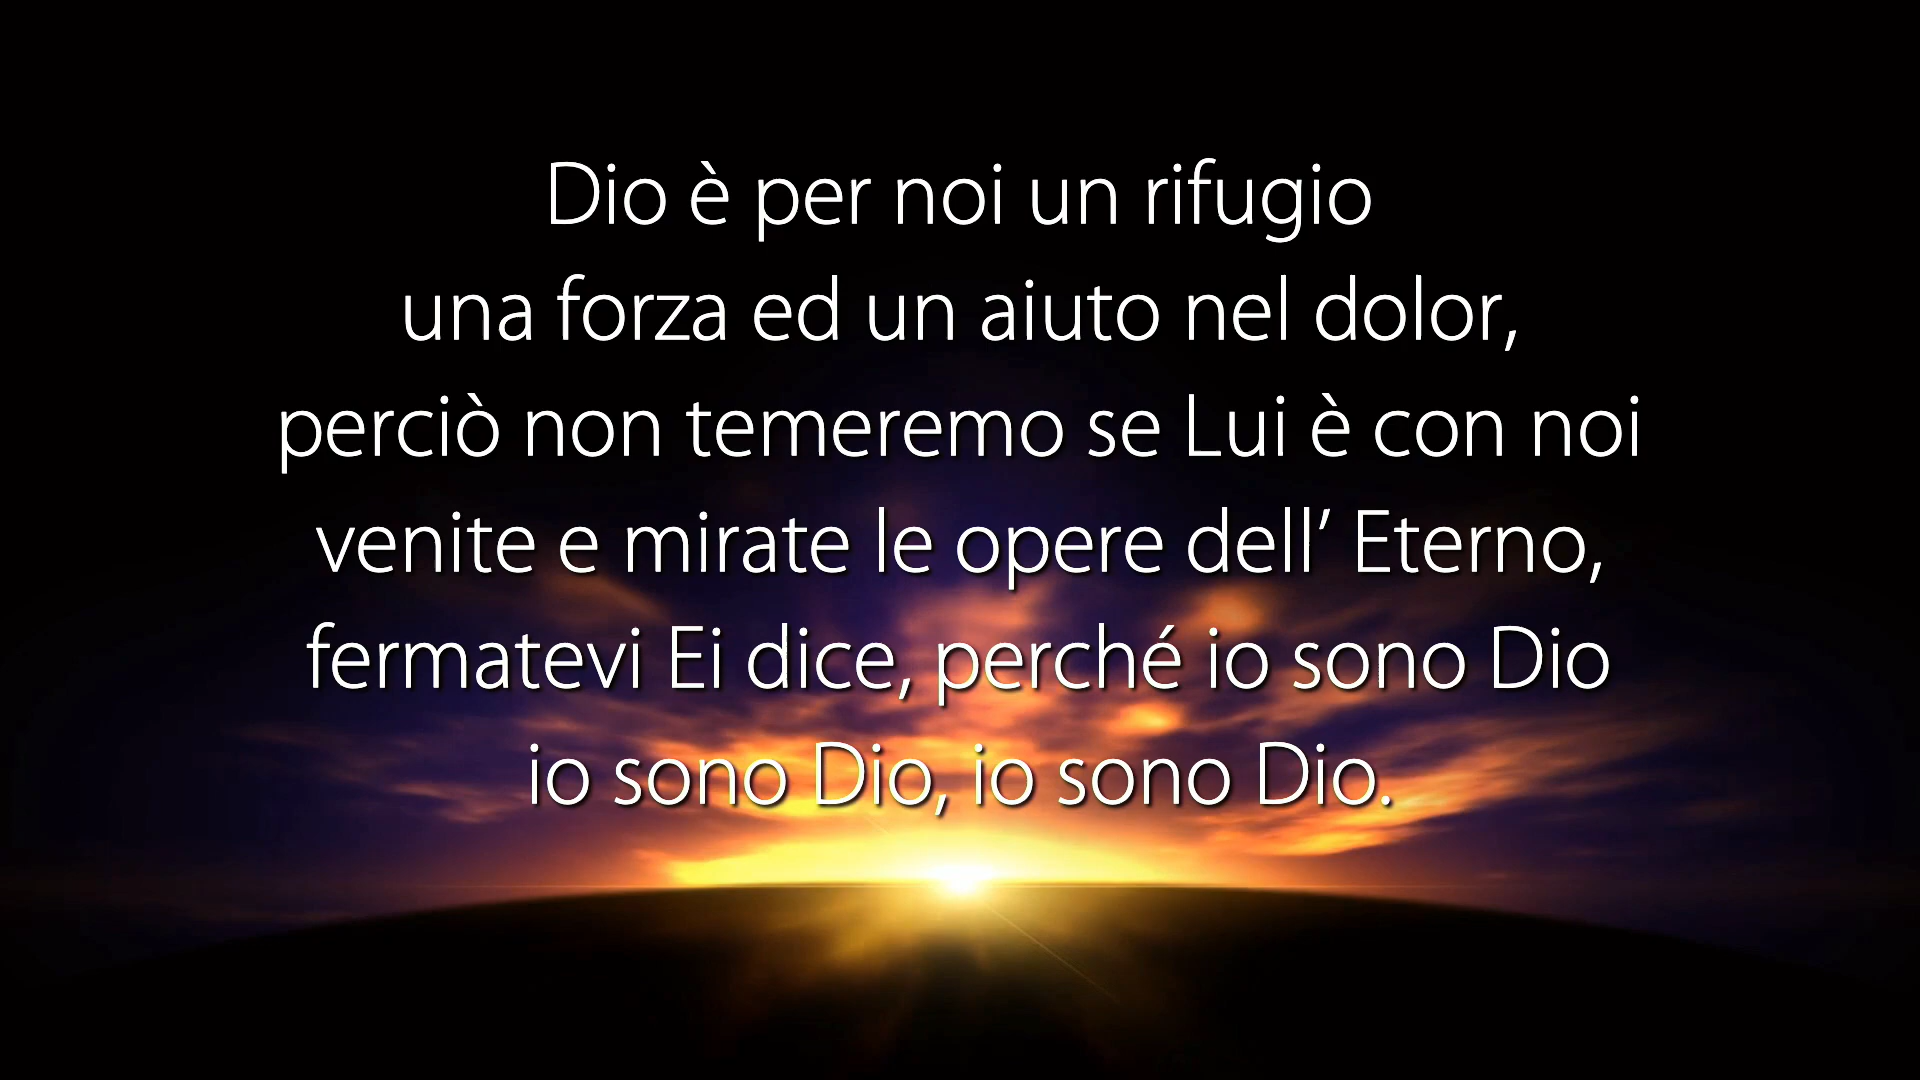 Dio è per noi un rifugio
una forza ed un aiuto nel dolor,
perciò non temeremo se Lui è con noi
venite e mirate le opere dell’ Eterno,
fermatevi Ei dice, perché io sono Dio
io sono Dio, io sono Dio.